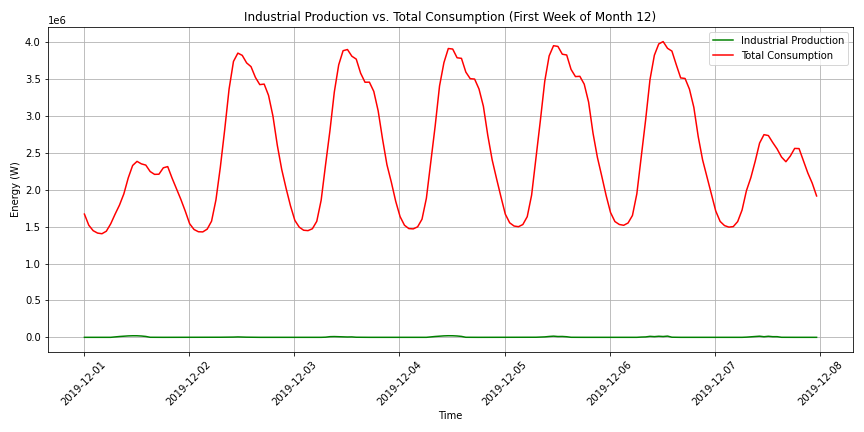 Industrial Production vs. Total Consumption (First Week of Month 12)
1e6
Industrial Production
Total Consumption
4.0
3.5
3.0
2.5
2.0
1.5
1.0
0.5
0.0
Energy (W)
2019-12-01
2019-12-02
2019-12-03
2019-12-04
2019-12-05
2019-12-06
2019-12-07
2019-12-08
Time